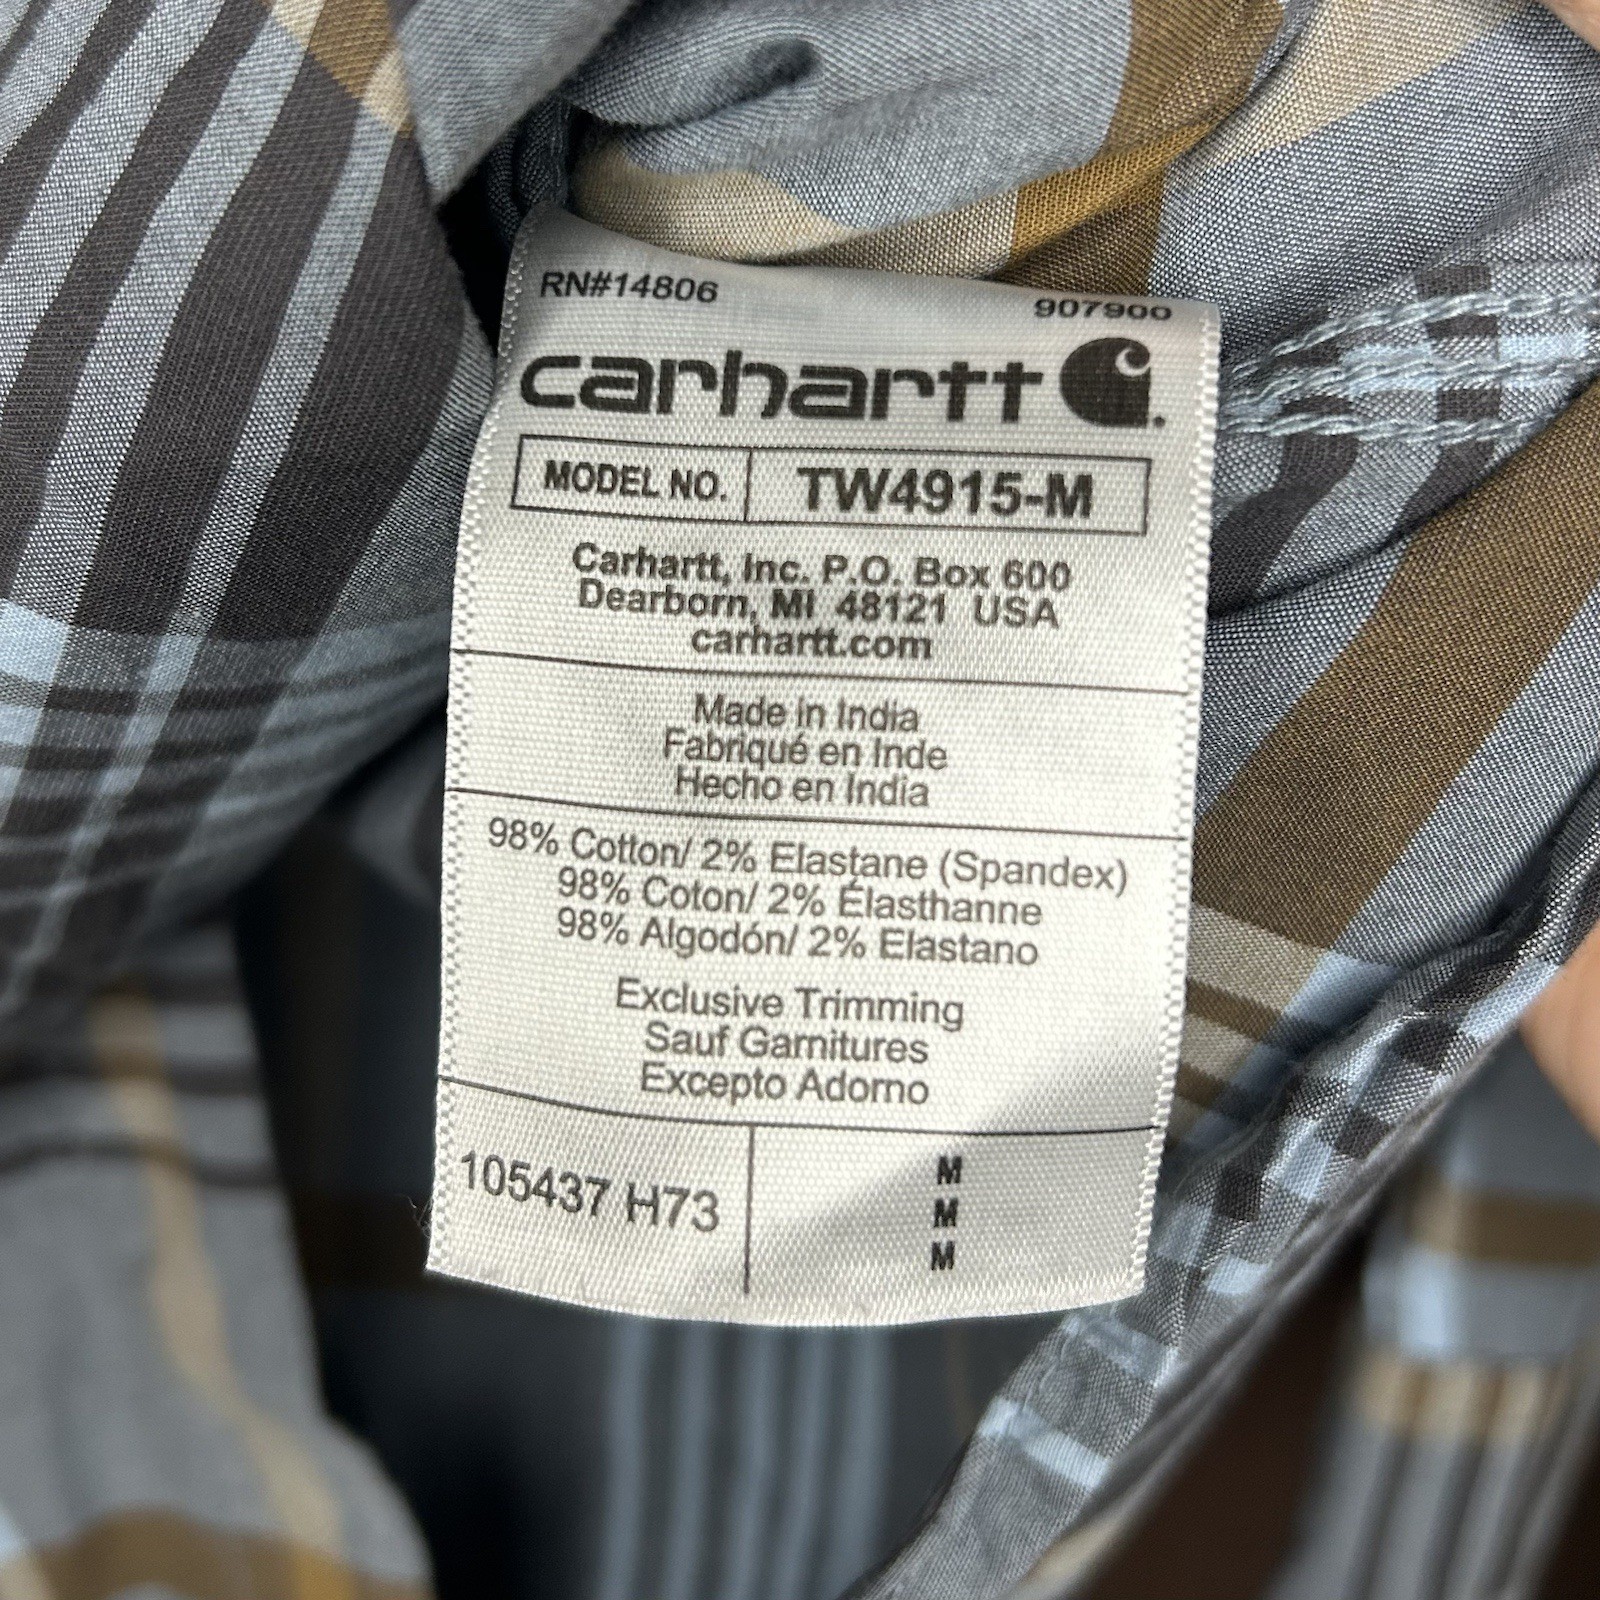 RN#14806 907900
carhartt
MODEL NO. TW4915-M
Carhartt, Inc. P.O. Box 600
Dearborn, MI 48121 USA
carhartt.com
Made in India
Fabriqué en Inde
Hecho en India
98% Cotton/ 2% Elastane (Spandex)
98% Coton/ 2% Élasthanne
98% Algodón/ 2% Elastano
Exclusive Trimming
Sauf Garnitures
Excepto Adorno
105437 H73
M
M
M